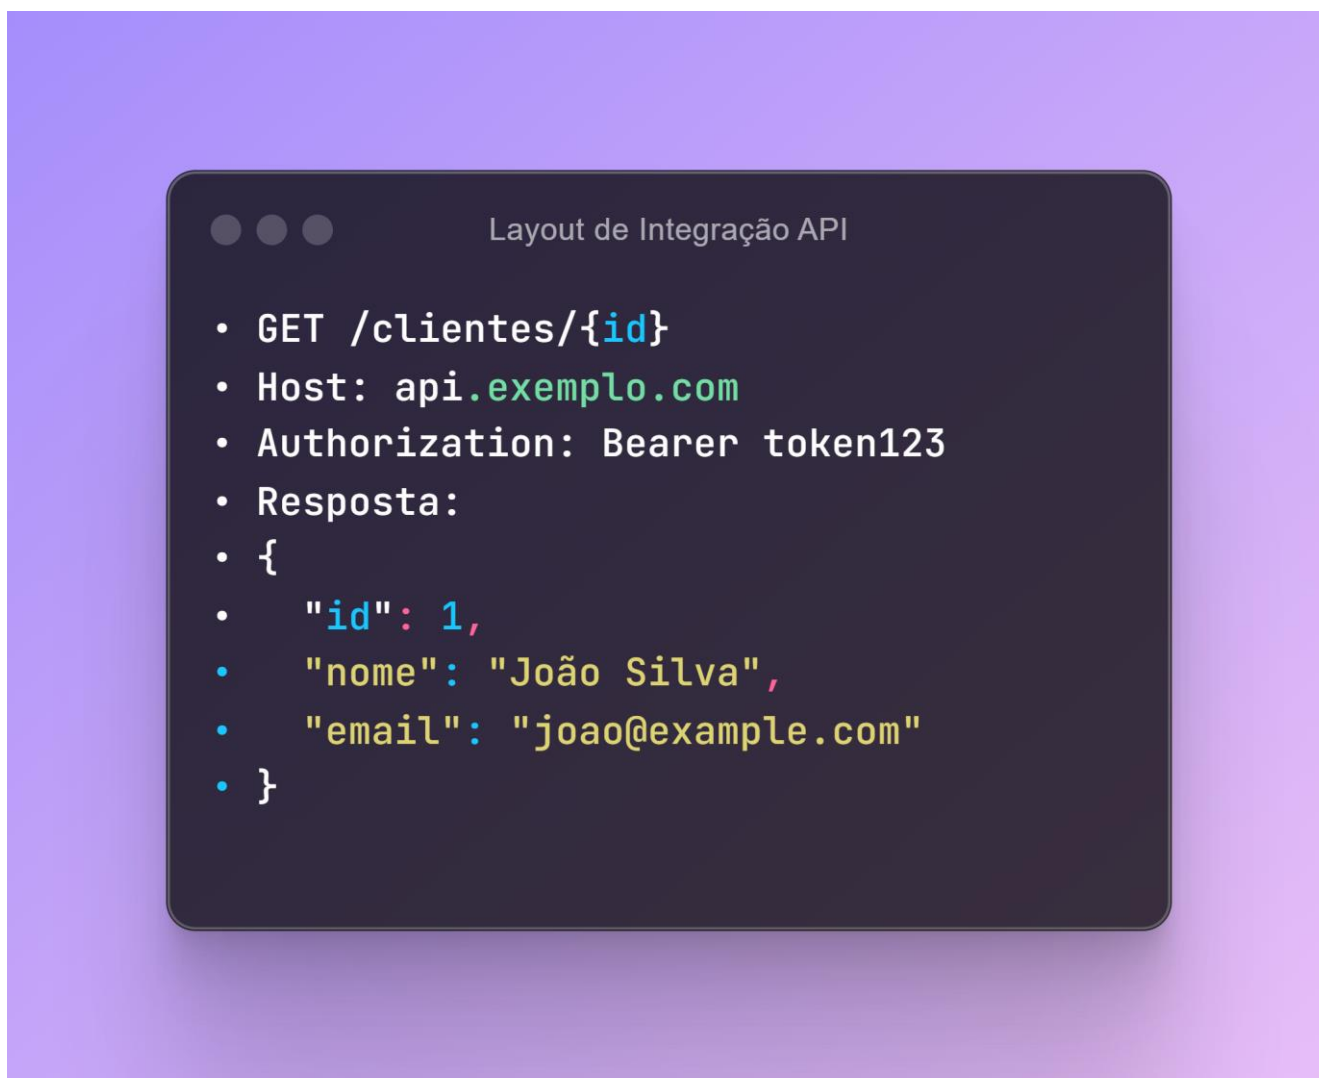 Layout de Integração API
• GET /clientes/{id}
• Host: api.exemplo.com
• Authorization: Bearer token123
• Resposta:
• {
•   "id": 1,
•   "nome": "João Silva",
•   "email": "joao@example.com"
• }